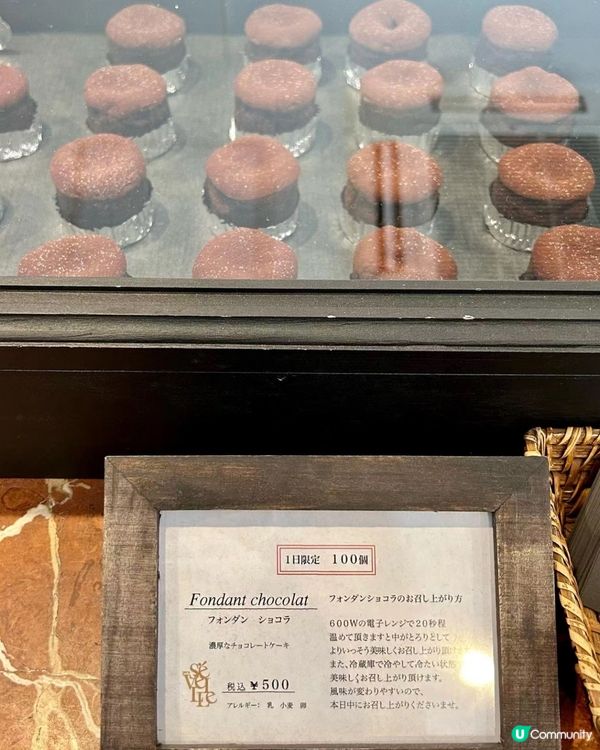 1日限定 100個
Fondant chocolat
フォンダン ショコラ
濃厚なチョコレートケーキ
税込 ¥500
アレルギー: 乳 小麦 卵
フォンダンショコラのお召し上がり方
600Wの電子レンジで20秒程
温めて頂きますと中がとろりとして
よりいっそう美味しくお召し上がり頂け
また、冷蔵庫で冷やして冷たい状態
美味しくお召し上がり頂けます。
風味が変わりやすいので、
本日中にお召し上がりくださいませ。
U Community